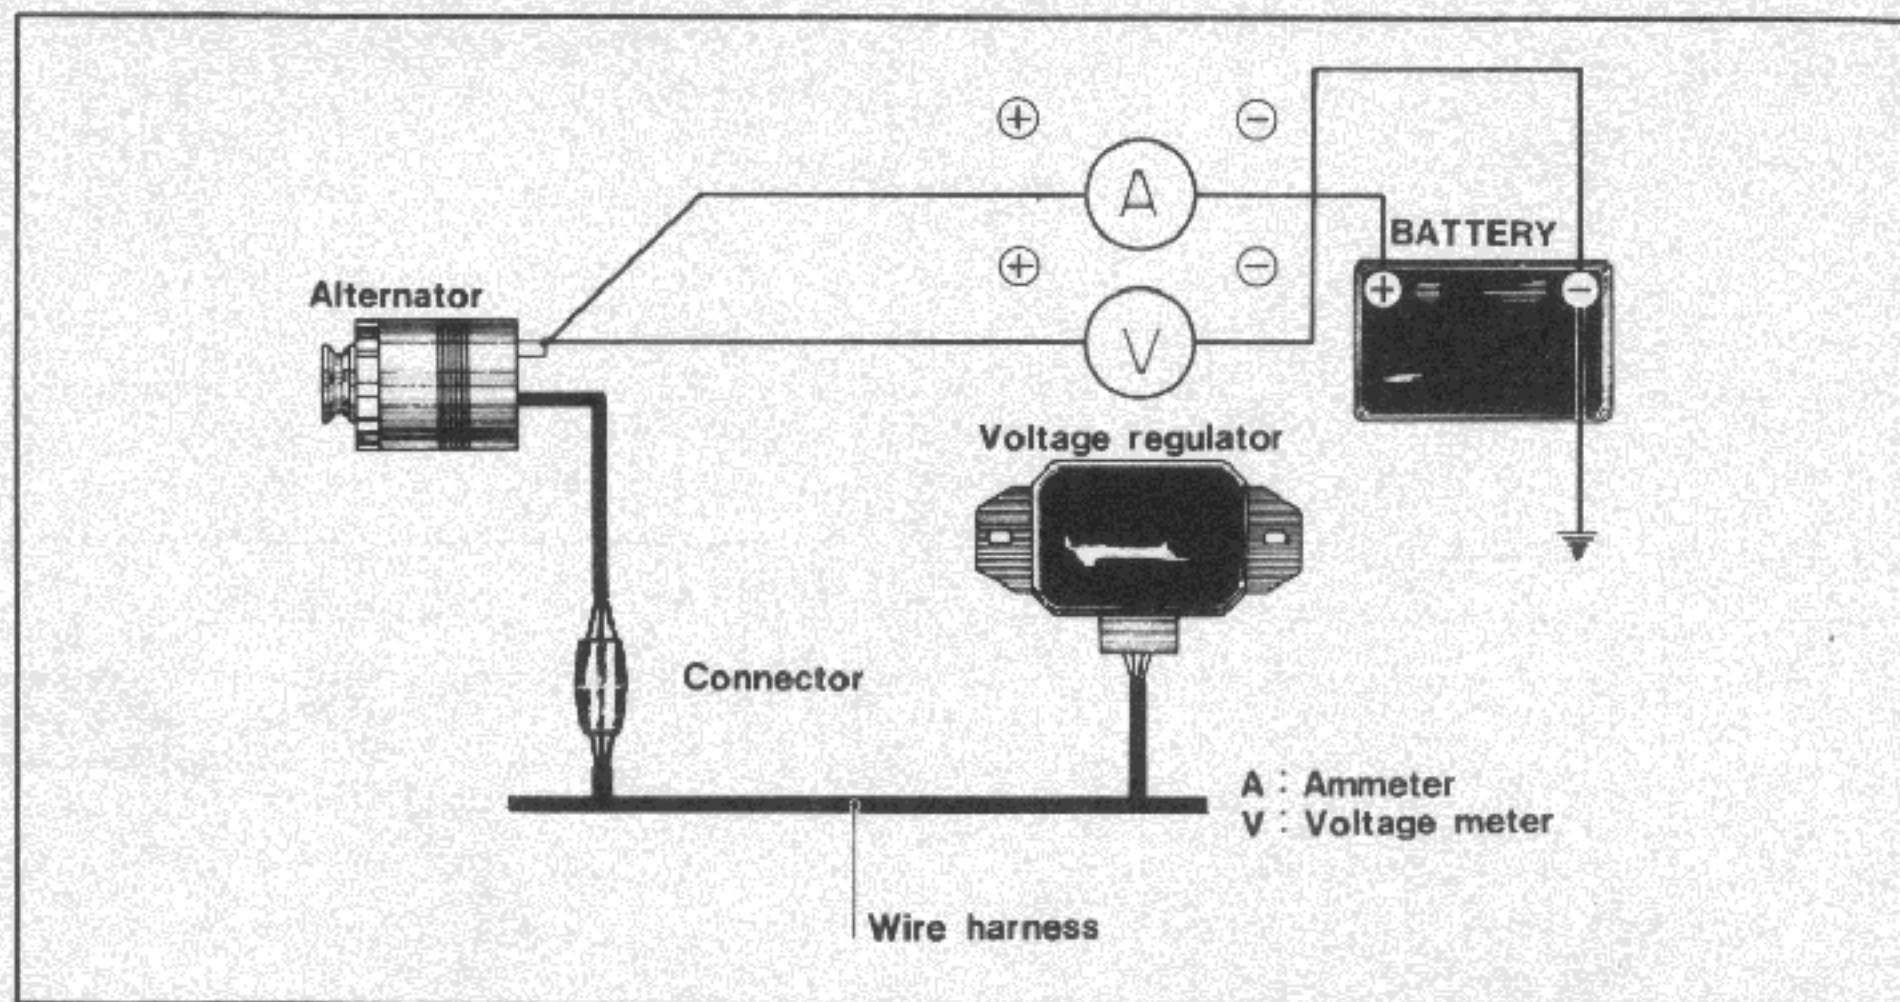 ⊕ ⊖
A
BATTERY
⊕ ⊖
Alternator
⊕ ⊖
V
Voltage regulator
Connector
A : Ammeter
V : Voltage meter
Wire harness